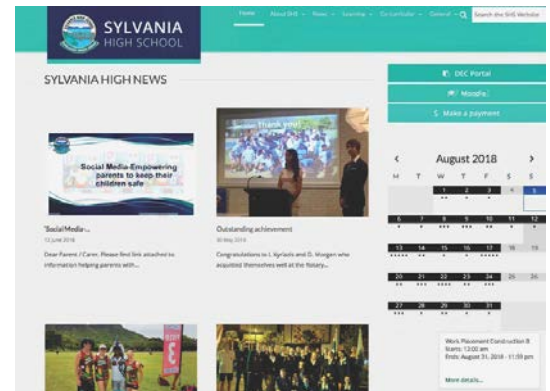 SYLVANIA
HIGH SCHOOL
Home About SHS News Learning Co-curricular General Search the SHS Website
SYLVANIA HIGH NEWS
DEC Portal
Moodle
$ Make a payment
Thank you!
Social Media-Empowering
parents to keep their
children safe
'Social Media-...
Dear Parent / Carer, Please find link attached to
information helping parents with...
Outstanding achievement
30 May 2018
Congratulations to I. Kyriazis and D. Morgan who
acquitted themselves well at the Rotary...
< August 2018 >
M T W T F S S
1 2 3 4 5
6 7 8 9 10 11 12
13 14 15 16 17 18 19
20 21 22 23 24 25 26
27 28 29 30 31
Work Placement Construction B
Starts: 12:00 am
Ends: August 31, 2018 - 11:59 pm
More details...